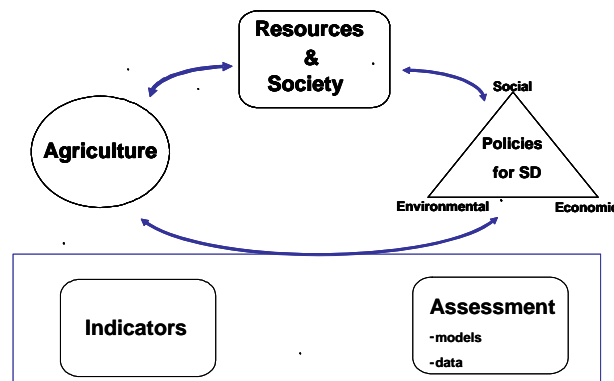 Resources
&
Society
Social
Agriculture
Policies
for SD
Environmental
Economic
Indicators
Assessment
-models
-data